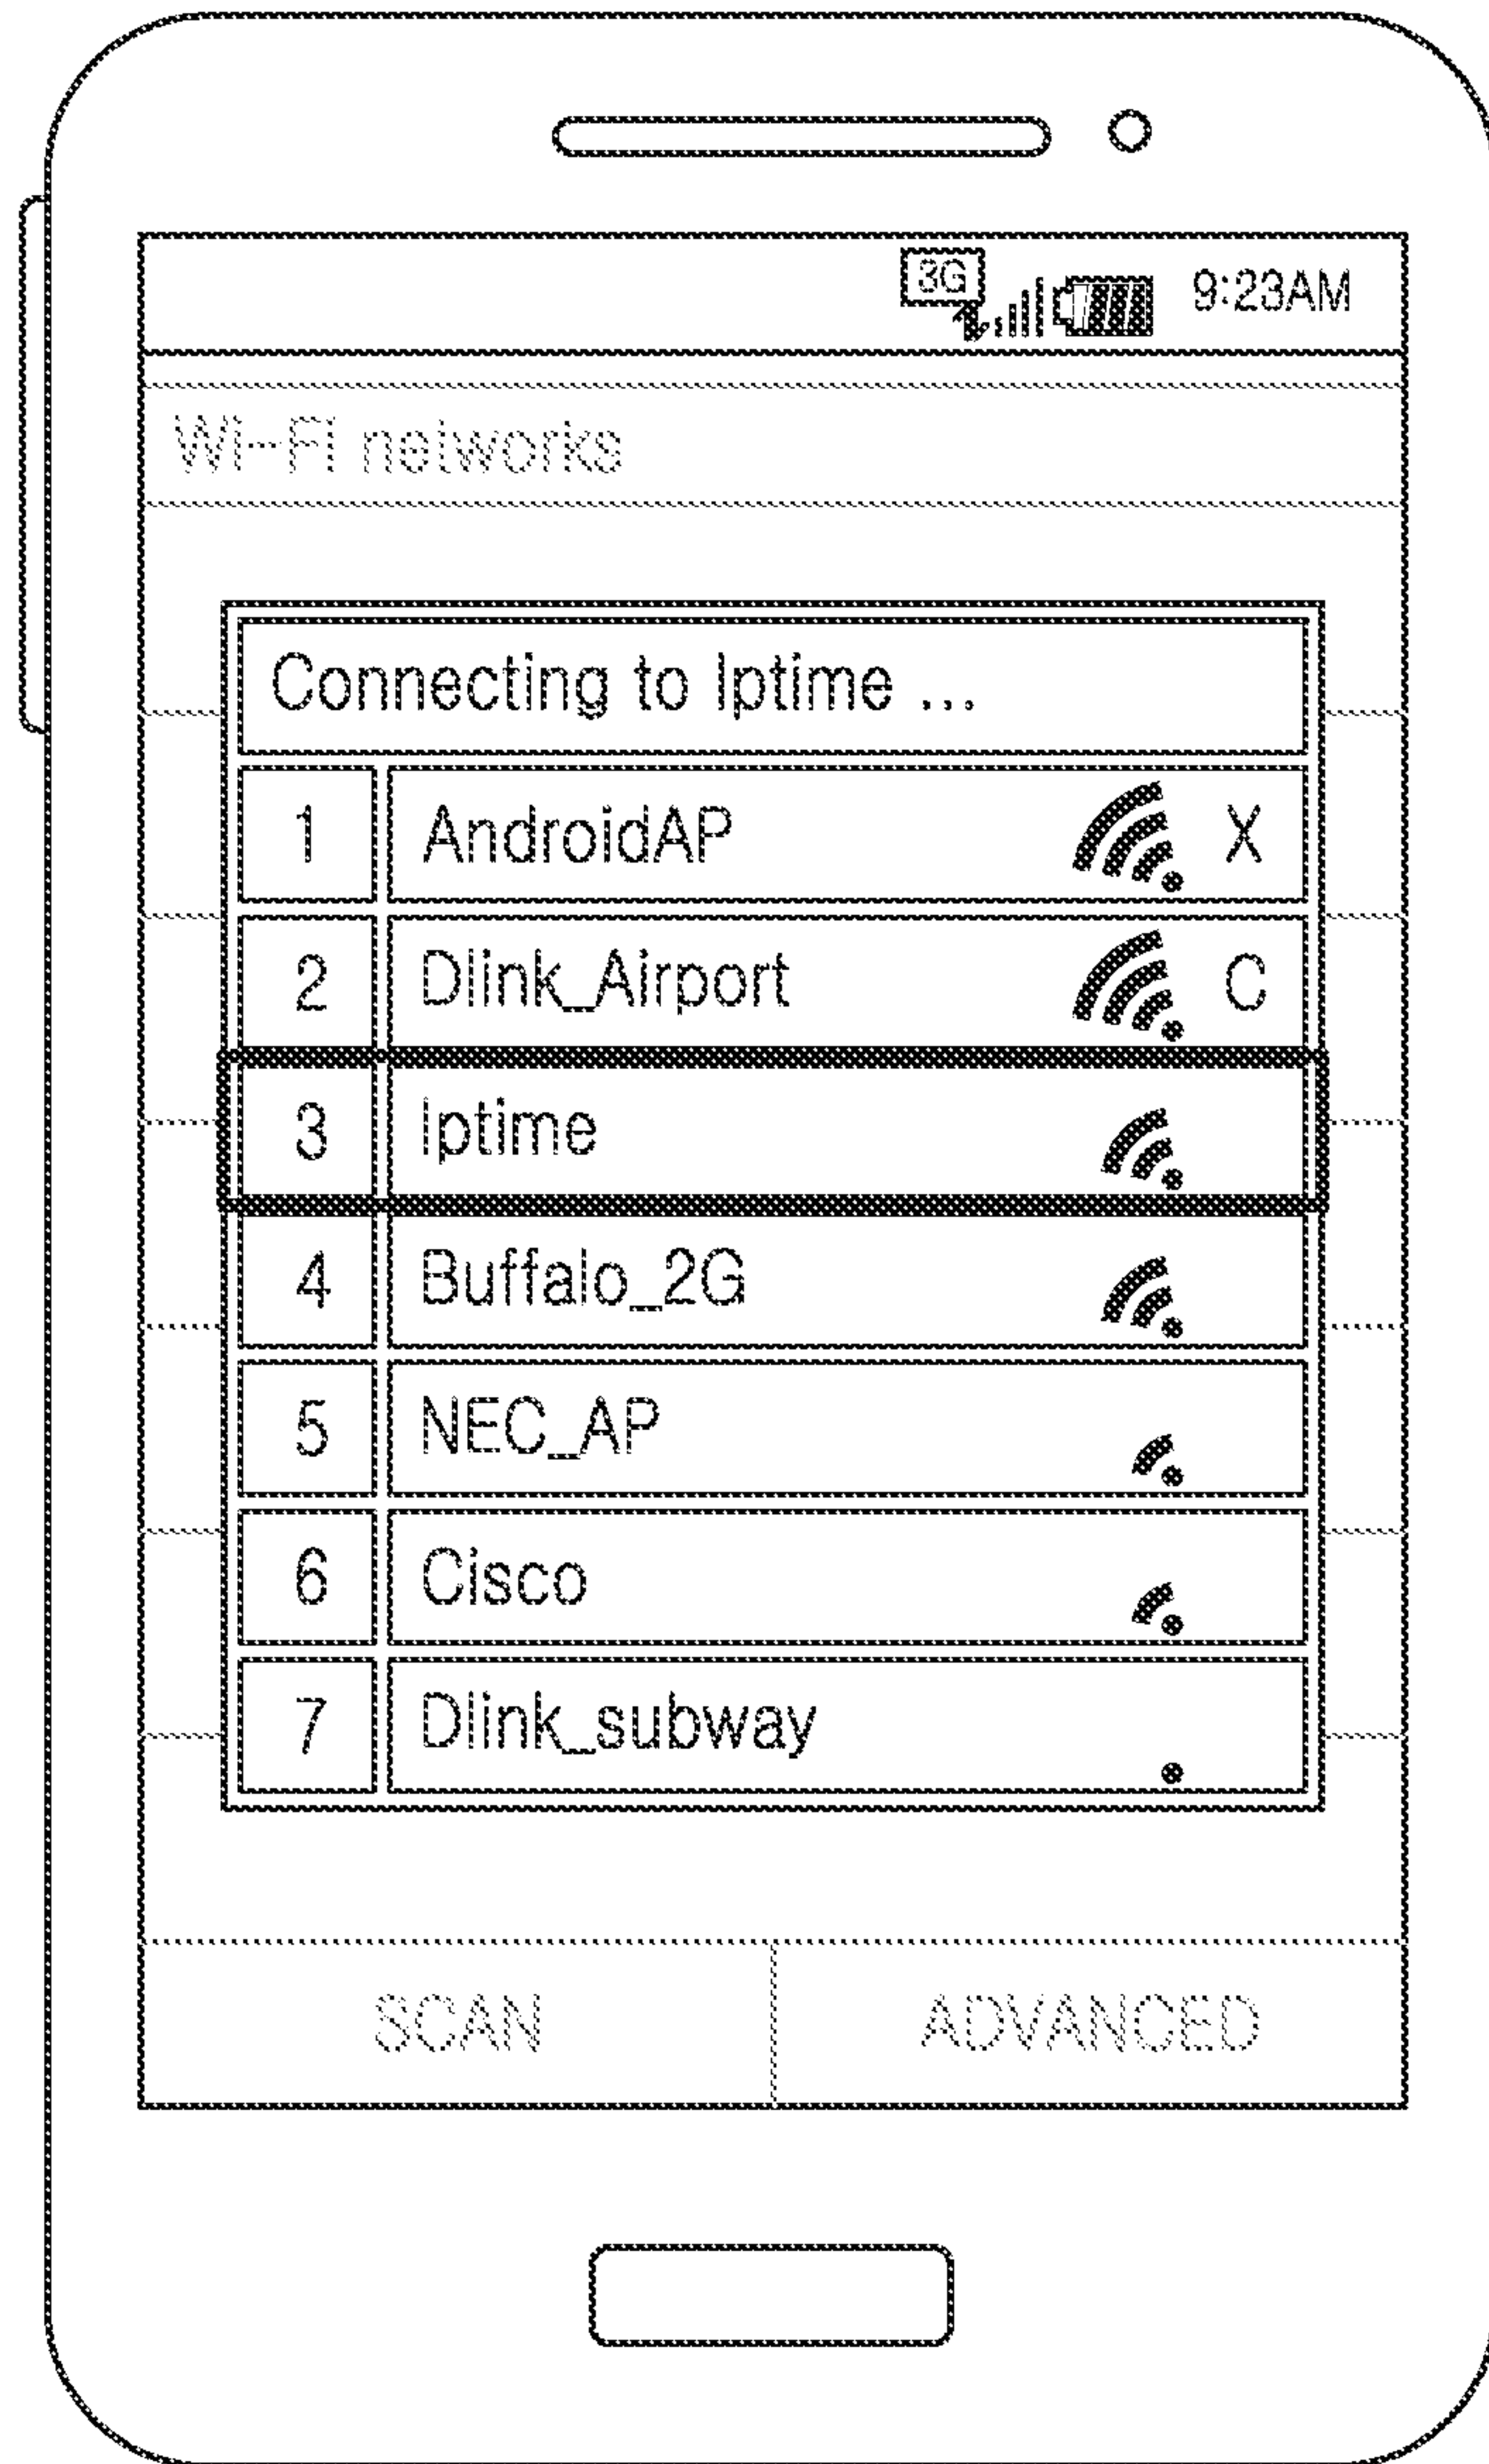 3G 9:23AM
Wi-Fi networks
Connecting to Iptime ...
1 AndroidAP X
2 Dlink_Airport C
3 Iptime
4 Buffalo_2G
5 NEC_AP
6 Cisco
7 Dlink_subway
SCAN ADVANCED